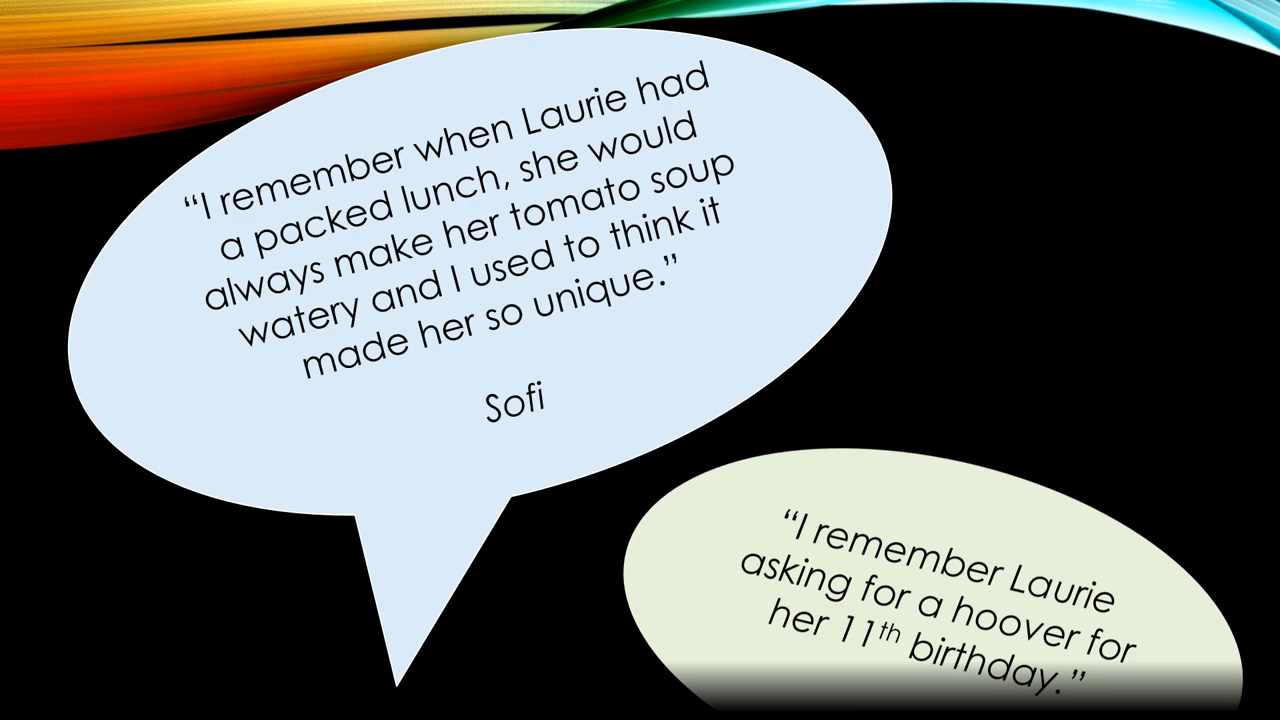 “I remember when Laurie had
a packed lunch, she would
always make her tomato soup
watery and I used to think it
made her so unique.”
Sofi
“I remember Laurie
asking for a hoover for
her 11th birthday.”